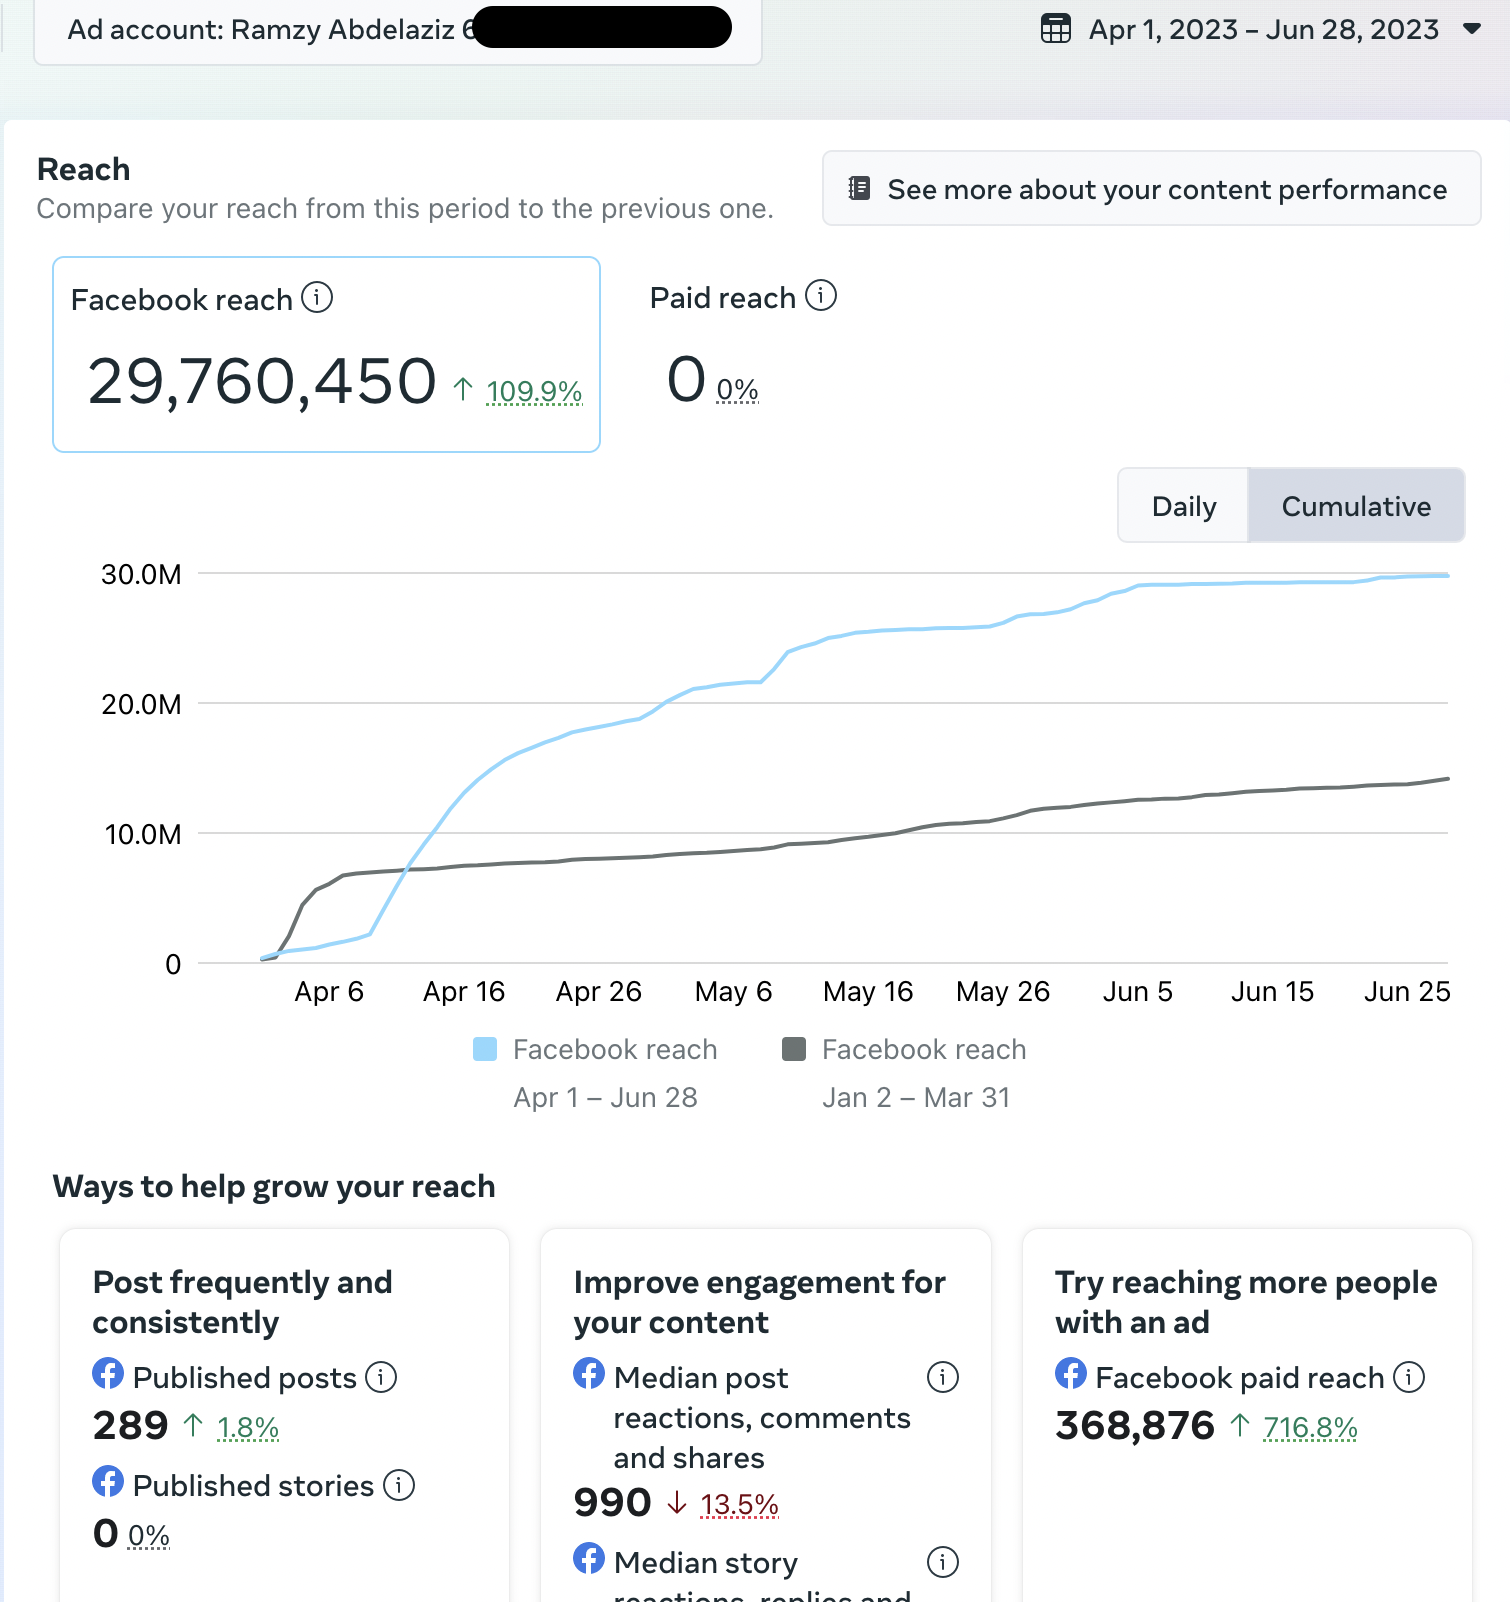 Ad account: Ramzy Abdelaziz 6
Apr 1, 2023 – Jun 28, 2023
Reach
Compare your reach from this period to the previous one.
See more about your content performance
Facebook reach
29,760,450 ↑ 109.9%
Paid reach
0 0%
Daily
Cumulative
30.0M
20.0M
10.0M
0
Apr 6 Apr 16 Apr 26 May 6 May 16 May 26 Jun 5 Jun 15 Jun 25
Facebook reach
Apr 1 – Jun 28
Facebook reach
Jan 2 – Mar 31
Ways to help grow your reach
Post frequently and
consistently
Published posts
289 ↑ 1.8%
Published stories
0 0%
Improve engagement for
your content
Median post
reactions, comments
and shares
990 ↓ 13.5%
Median story
reactions, replies and
Try reaching more people
with an ad
Facebook paid reach
368,876 ↑ 716.8%